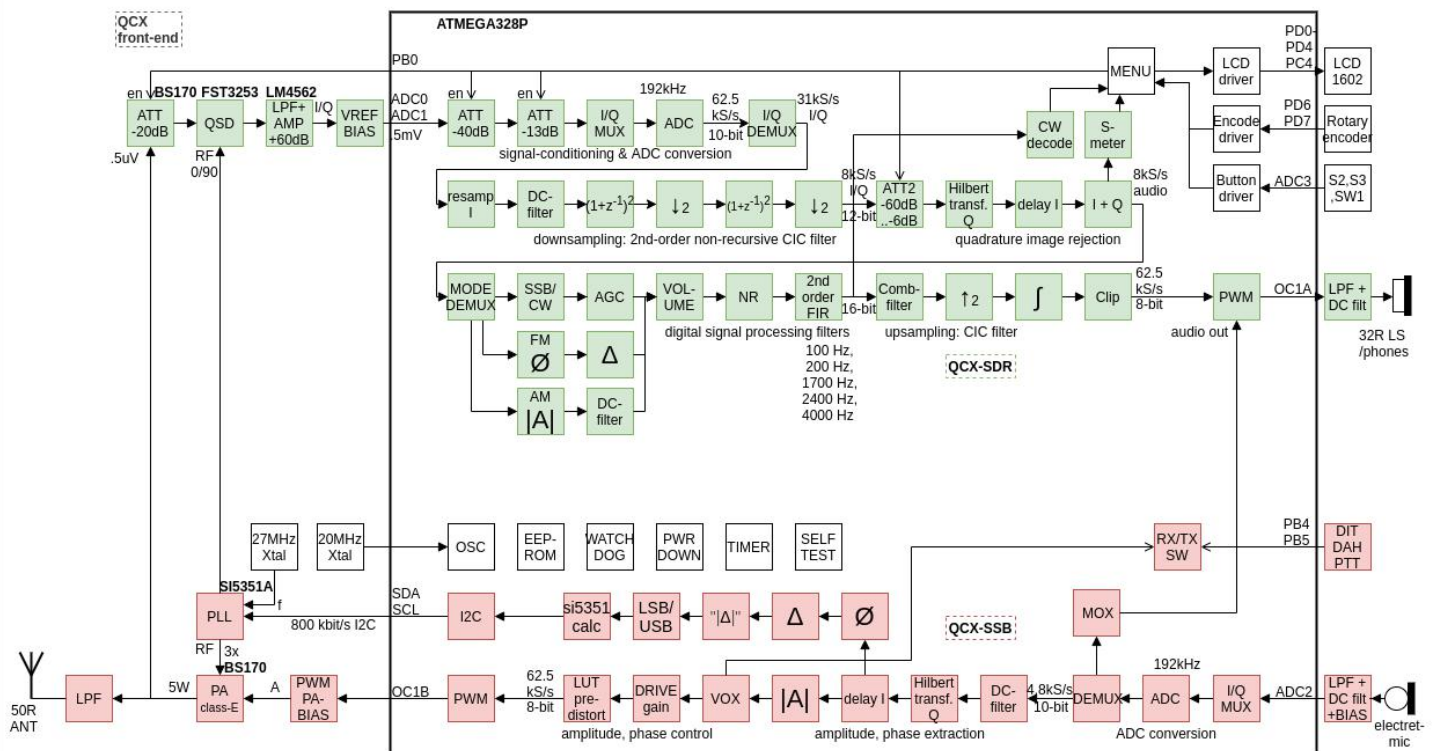 QCX
front-end
ATMEGA328P
PB0
PD0-
PD4
PC4
MENU
LCD
driver
LCD
1602
en
BS170
FST3253
LM4562
ATT
-20dB
QSD
LPF+
AMP
+60dB
I/Q
VREF
BIAS
ADC0
ADC1
.5mV
.5uV
RF
0/90
en
ATT
-40dB
en
ATT
-13dB
I/Q
MUX
192kHz
ADC
62.5
kS/s
10-bit
I/Q
DEMUX
31kS/s
I/Q
signal-conditioning & ADC conversion
CW
decode
S-
meter
Encode
driver
PD6
PD7
Rotary
encoder
Button
driver
ADC3
S2,S3
,SW1
resamp
I
DC-
filter
(1+z-1)2
↓2
(1+z-1)2
↓2
8kS/s
I/Q
12-bit
ATT2
-60dB
..-6dB
Hilbert
transf.
Q
delay I
I + Q
8kS/s
audio
downsampling: 2nd-order non-recursive CIC filter
quadrature image rejection
MODE
DEMUX
SSB/
CW
AGC
VOL-
UME
NR
2nd
order
FIR
16-bit
Comb-
filter
↑2
∫
Clip
62.5
kS/s
8-bit
PWM
OC1A
LPF +
DC filt
digital signal processing filters
upsampling: CIC filter
audio out
32R LS
/phones
FM
Ø
Δ
100 Hz,
200 Hz,
1700 Hz,
2400 Hz,
4000 Hz
QCX-SDR
AM
|A|
DC-
filter
27MHz
Xtal
20MHz
Xtal
OSC
EEP-
ROM
WATCH
DOG
PWR
DOWN
TIMER
SELF
TEST
RX/TX
SW
PB4
PB5
DIT
DAH
PTT
SI5351A
PLL
f
SDA
SCL
800 kbit/s I2C
I2C
si5351
calc
LSB/
USB
"|Δ|"
Δ
Ø
QCX-SSB
MOX
RF
3x
BS170
50R
ANT
LPF
5W
PA
class-E
A
PWM
PA-
BIAS
OC1B
PWM
62.5
kS/s
8-bit
LUT
pre-
distort
DRIVE
gain
VOX
|A|
delay I
Hilbert
transf.
Q
DC-
filter
4.8kS/s
10-bit
DEMUX
192kHz
ADC
I/Q
MUX
ADC2
LPF +
DC filt
+BIAS
electret-
mic
amplitude, phase control
amplitude, phase extraction
ADC conversion